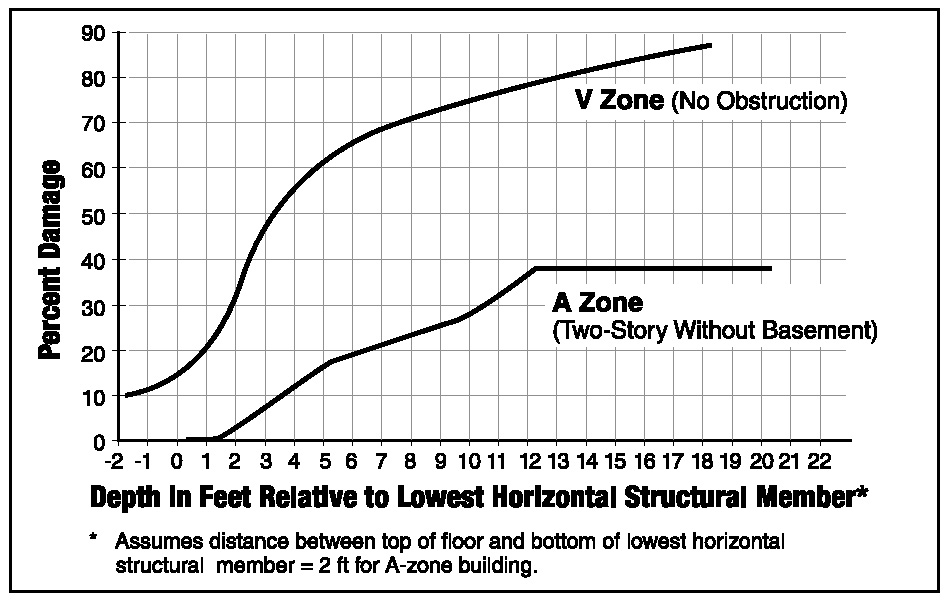 90
80
70
60
50
40
30
20
10
0
Percent Damage
V Zone (No Obstruction)
A Zone
(Two-Story Without Basement)
-2 -1 0 1 2 3 4 5 6 7 8 9 10 11 12 13 14 15 16 17 18 19 20 21 22
Depth in Feet Relative to Lowest Horizontal Structural Member*
* Assumes distance between top of floor and bottom of lowest horizontal
structural member = 2 ft for A-zone building.